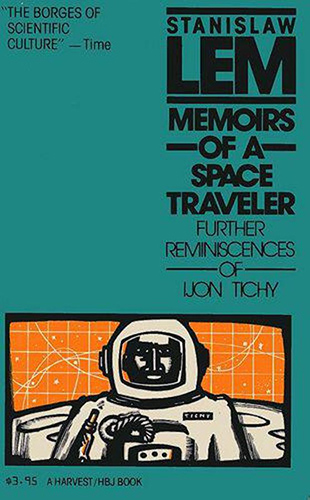 "THE BORGES OF
SCIENTIFIC
CULTURE" — Time
STANISLAW
LEM
MEMOIRS
OF A
SPACE
TRAVELER
FURTHER
REMINISCENCES
OF
IJON TICHY
TICHY
$3.95 A HARVEST/HBJ BOOK